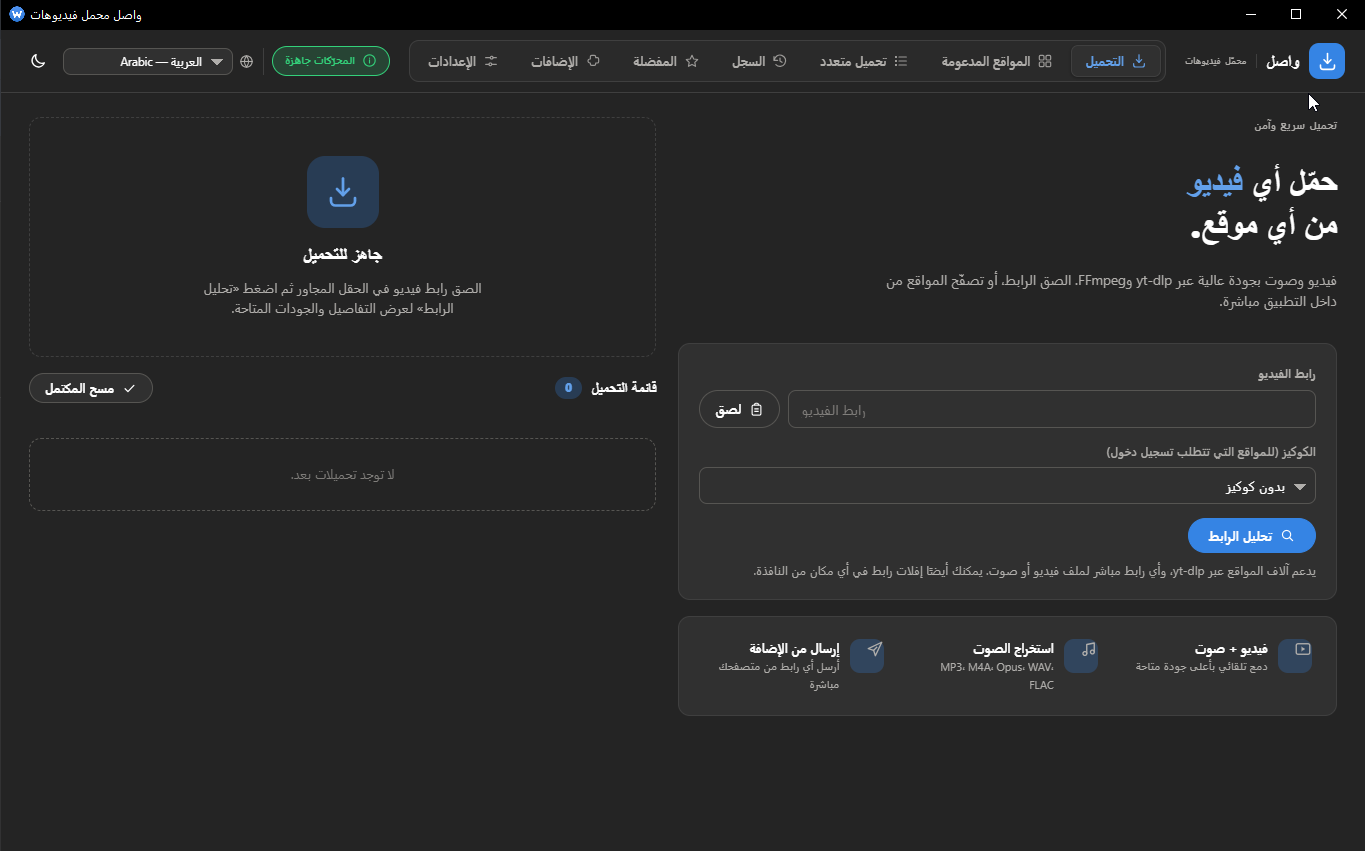 واصل محمل فيديوهات
واصل
محمّل فيديوهات
التحميل
المواقع المدعومة
تحميل متعدد
السجل
المفضلة
الإضافات
الإعدادات
المحرّكات جاهزة
العربية — Arabic
تحميل سريع وآمن
حمّل أي فيديو
من أي موقع.
فيديو وصوت بجودة عالية عبر yt-dlp وFFmpeg. الصق الرابط، أو تصفّح المواقع من
داخل التطبيق مباشرة.
رابط الفيديو
رابط الفيديو
لصق
الكوكيز (للمواقع التي تتطلب تسجيل دخول)
بدون كوكيز
تحليل الرابط
يدعم آلاف المواقع عبر yt-dlp، وأي رابط مباشر لملف فيديو أو صوت. يمكنك أيضًا إفلات رابط في أي مكان من النافذة.
فيديو + صوت
دمج تلقائي بأعلى جودة متاحة
استخراج الصوت
MP3، M4A، Opus، WAV،
FLAC
إرسال من الإضافة
أرسل أي رابط من متصفحك
مباشرة
جاهز للتحميل
الصق رابط فيديو في الحقل المجاور ثم اضغط «تحليل
الرابط» لعرض التفاصيل والجودات المتاحة.
قائمة التحميل
0
مسح المكتمل
لا توجد تحميلات بعد.